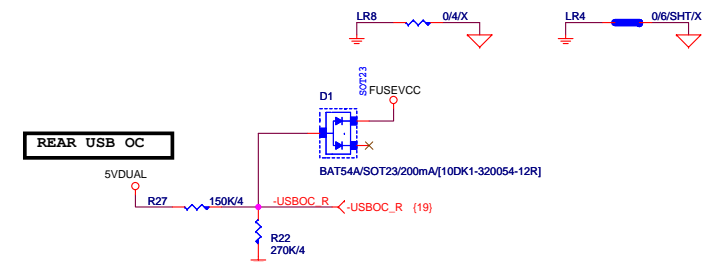 LR8 0/4/X
LR4 0/6/SHT/X
SOT23
FUSEVCC
D1
REAR USB OC
BAT54A/SOT23/200mA/[10DK1-320054-12R]
5VDUAL
R27 150K/4 -USBOC_R -USBOC_R {19}
R22
270K/4